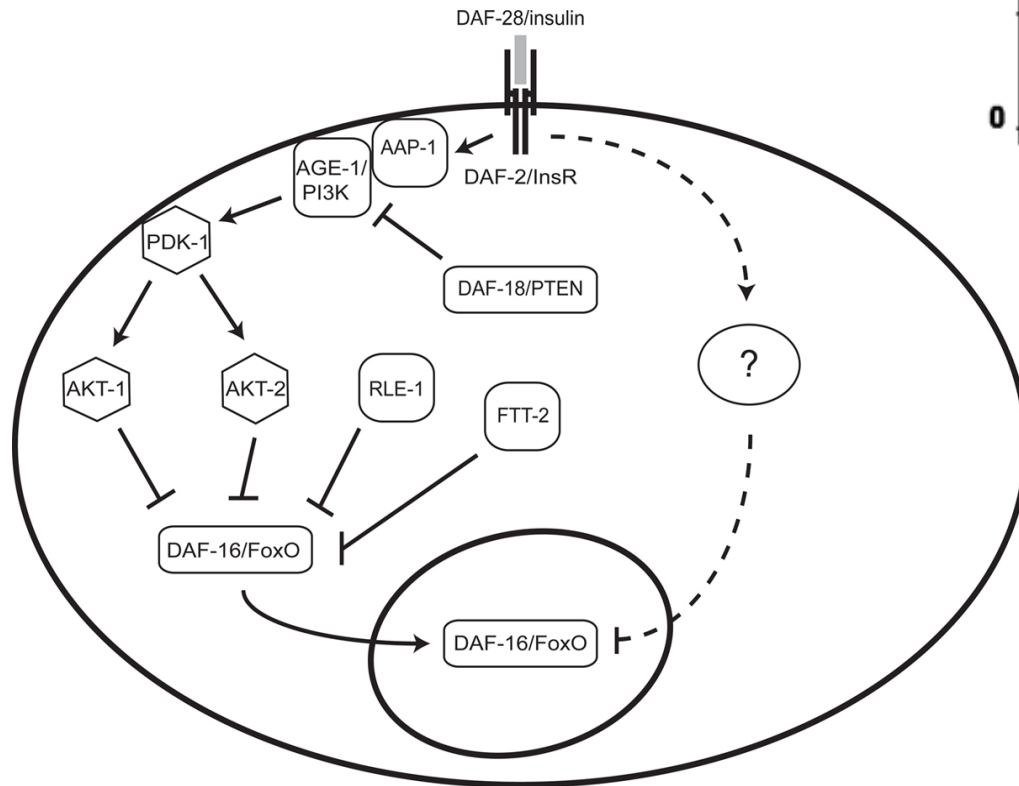 DAF-28/insulin
0
AAP-1
AGE-1/
PI3K
DAF-2/InsR
PDK-1
DAF-18/PTEN
?
AKT-1
AKT-2
RLE-1
FTT-2
DAF-16/FoxO
DAF-16/FoxO